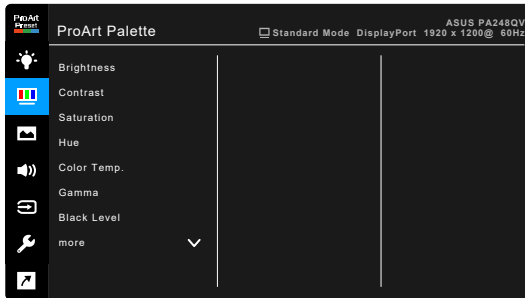 ProArt
Preset
ProArt Palette
ASUS PA248QV
Standard Mode DisplayPort 1920 x 1200@ 60Hz
Brightness
Contrast
Saturation
Hue
Color Temp.
Gamma
Black Level
more